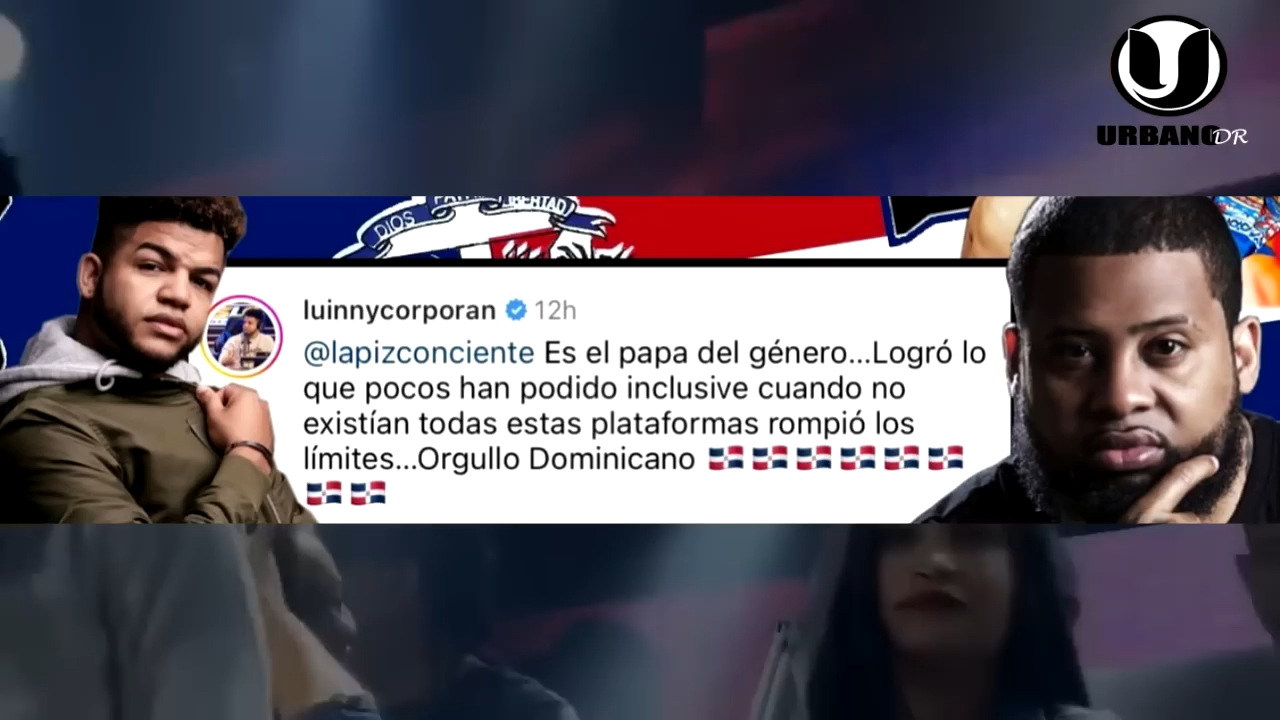 URBANO DR
DIOS PATRIA LIBERTAD
luinnycorporan 12h
@lapizconciente Es el papa del género...Logró lo
que pocos han podido inclusive cuando no
existían todas estas plataformas rompió los
límites...Orgullo Dominicano 🇩🇴🇩🇴🇩🇴🇩🇴🇩🇴🇩🇴
🇩🇴🇩🇴